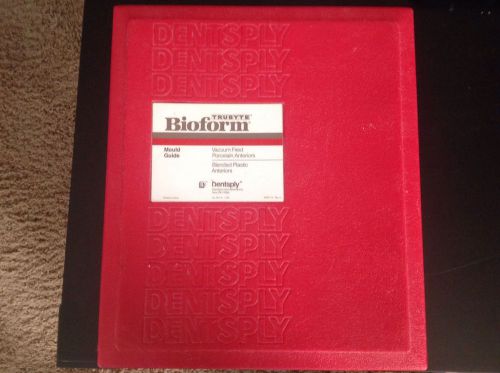 DENTSPLY
DENTSPLY
DENTSPLY
TRUBYTE®
Bioform®
Mould Guide
Vacuum Fired Porcelain Anteriors
Blended Plastic Anteriors
Dentsply
DENTSPLY
DENTSPLY
DENTSPLY
DENTSPLY
DENTSPLY
DENTSPLY